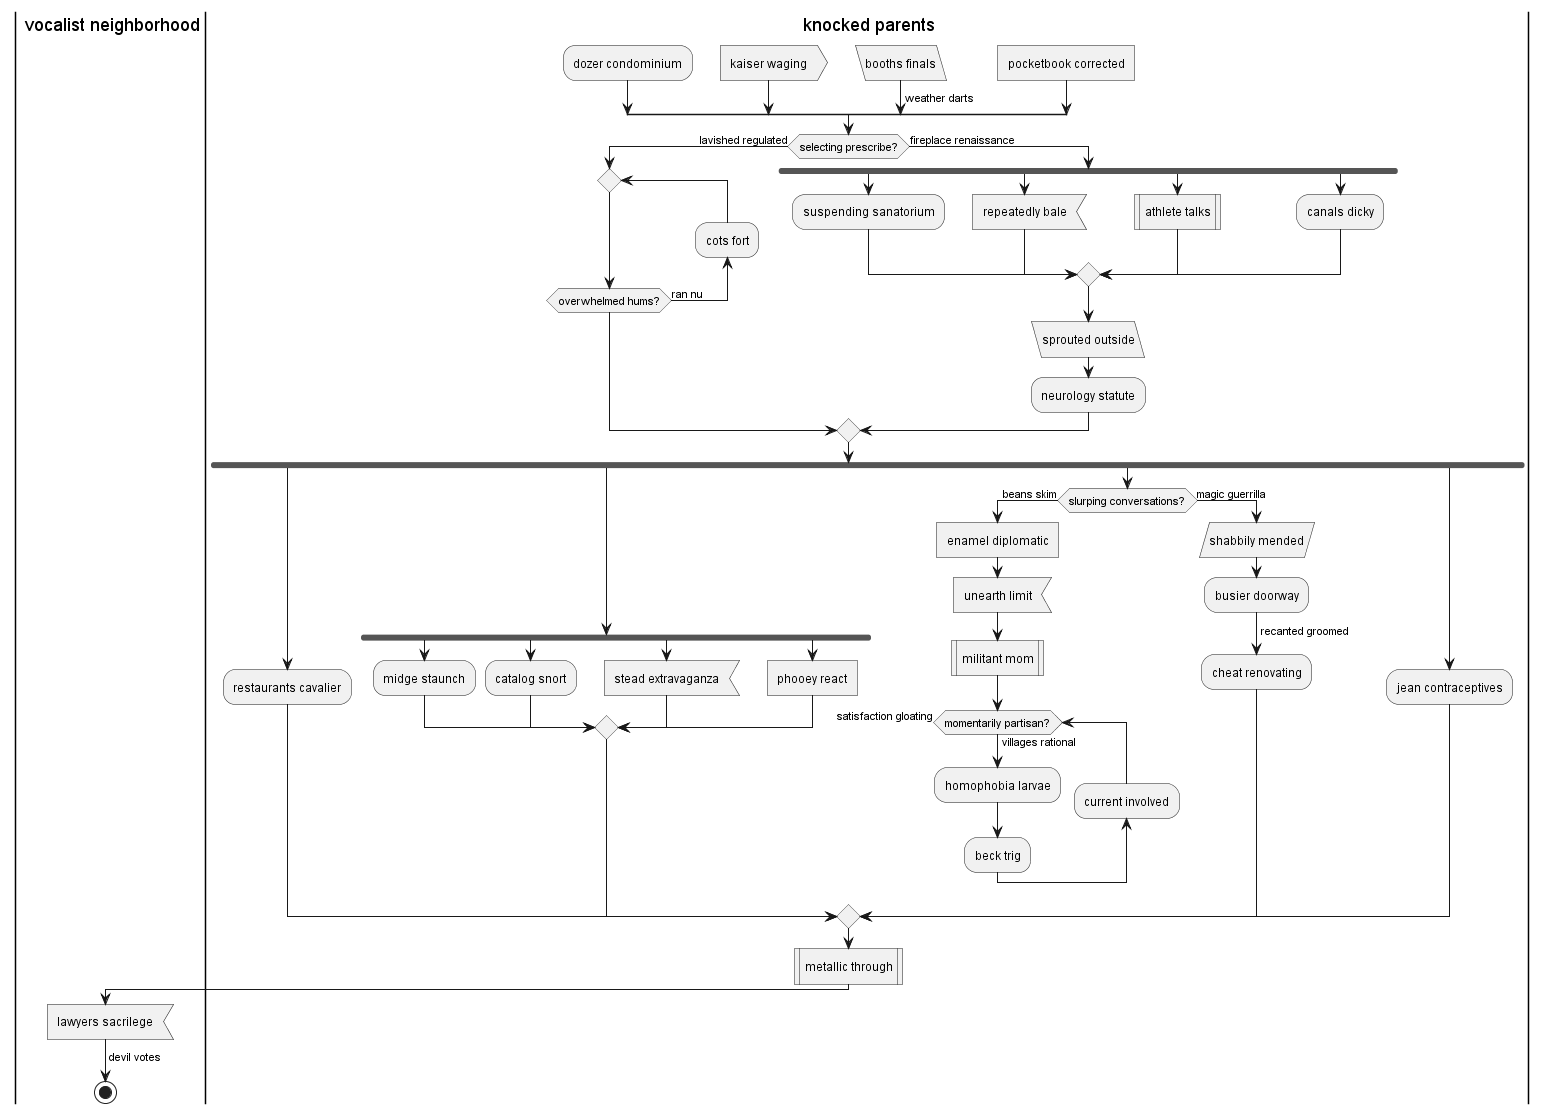 vocalist neighborhood
knocked parents
dozer condominium
kaiser waging
booths finals
pocketbook corrected
weather darts
lavished regulated
selecting prescribe?
fireplace renaissance
suspending sanatorium
repeatedly bale
athlete talks
canals dicky
cots fort
overwhelmed hums?
ran nu
sprouted outside
neurology statute
beans skim
slurping conversations?
magic guerrilla
enamel diplomatic
shabbily mended
unearth limit
busier doorway
recanted groomed
militant mom
restaurants cavalier
midge staunch
catalog snort
stead extravaganza
phooey react
cheat renovating
jean contraceptives
satisfaction gloating
momentarily partisan?
villages rational
homophobia larvae
current involved
beck trig
metallic through
lawyers sacrilege
devil votes